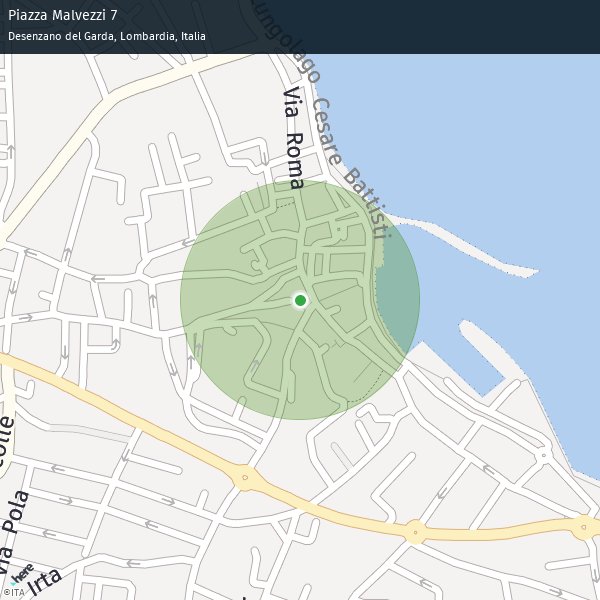 Piazza Malvezzi 7
Desenzano del Garda, Lombardia, Italia
Lungolago Cesare Battisti
Via Roma
colle
Via Pola
Irta
here
©ITA